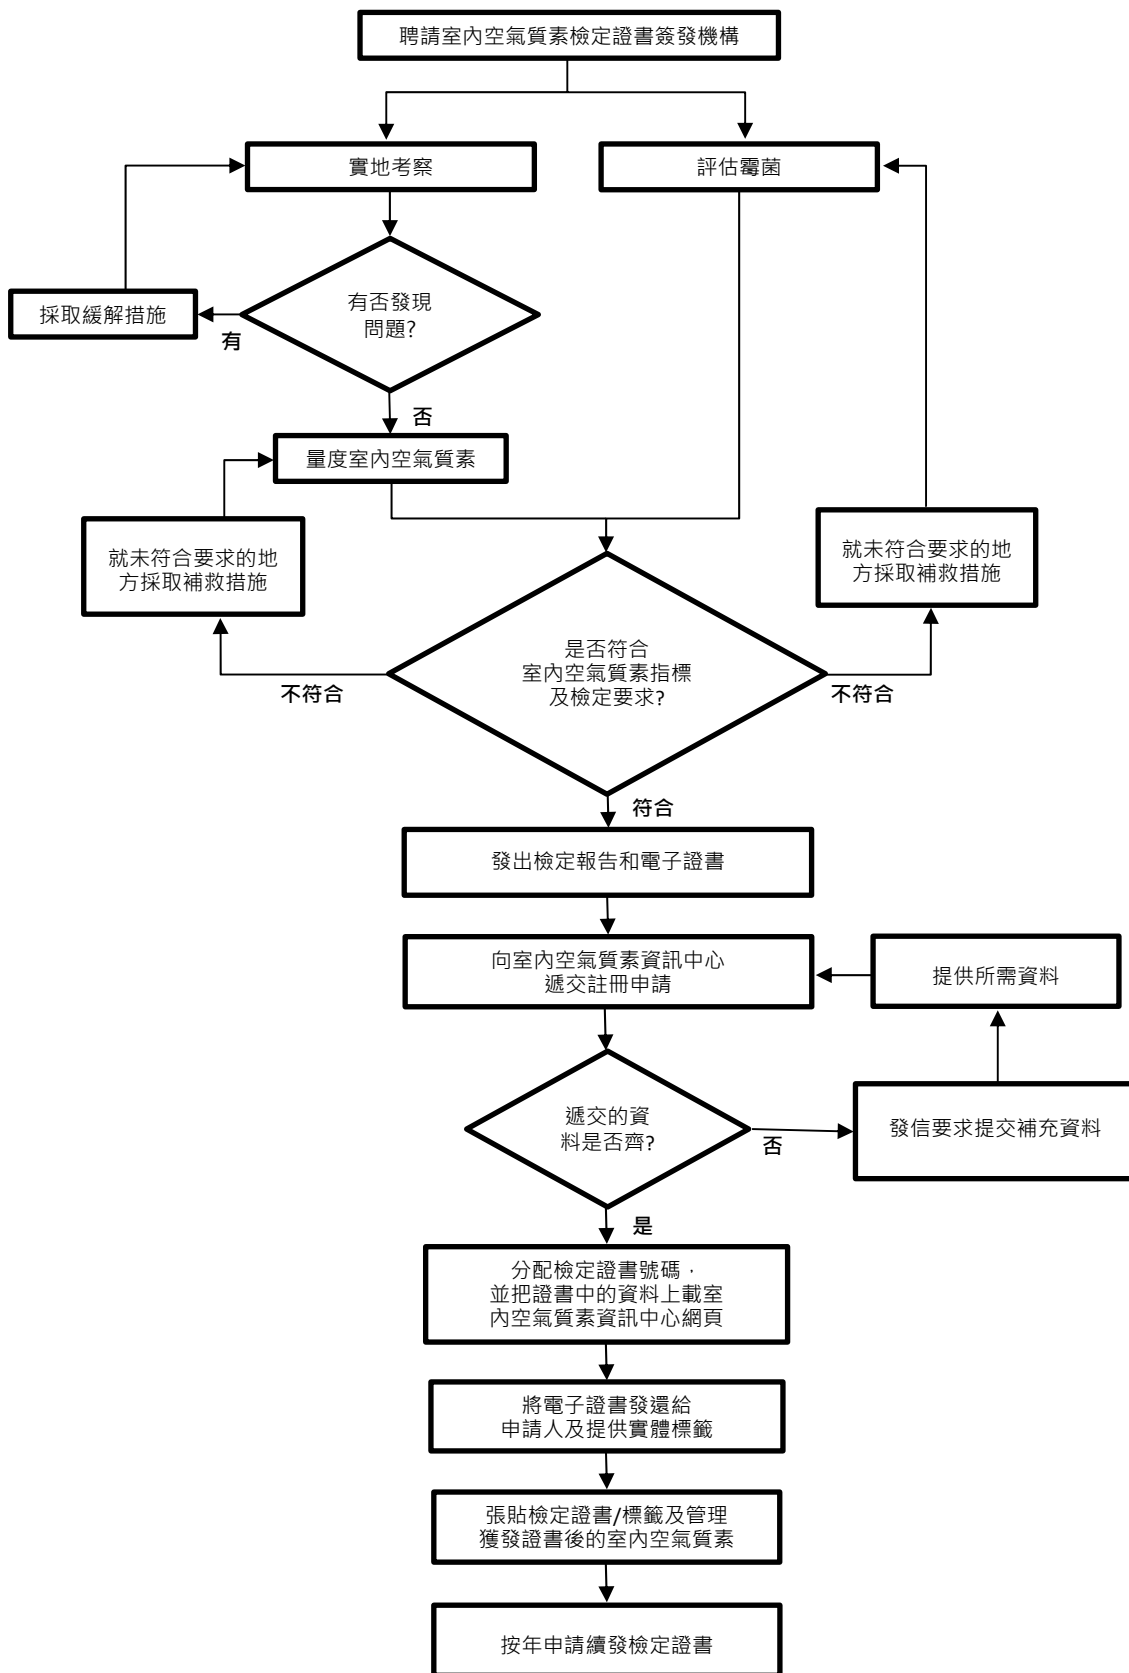 聘請室內空氣質素檢定證書簽發機構
實地考察
評估霉菌
有否發現
問題?
採取緩解措施
有
否
量度室內空氣質素
就未符合要求的地
方採取補救措施
就未符合要求的地
方採取補救措施
是否符合
室內空氣質素指標
及檢定要求?
不符合
不符合
符合
發出檢定報告和電子證書
向室內空氣質素資訊中心
遞交註冊申請
提供所需資料
遞交的資
料是否齊?
否
發信要求提交補充資料
是
分配檢定證書號碼，
並把證書中的資料上載室
內空氣質素資訊中心網頁
將電子證書發還給
申請人及提供實體標籤
張貼檢定證書/標籤及管理
獲發證書後的室內空氣質素
按年申請續發檢定證書